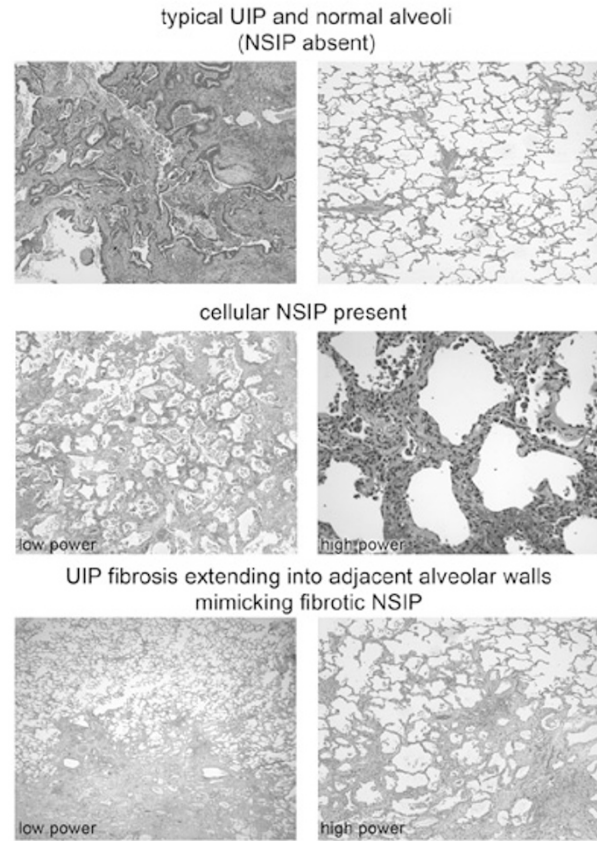 typical UIP and normal alveoli
(NSIP absent)
cellular NSIP present
low power
high power
UIP fibrosis extending into adjacent alveolar walls
mimicking fibrotic NSIP
low power
high power